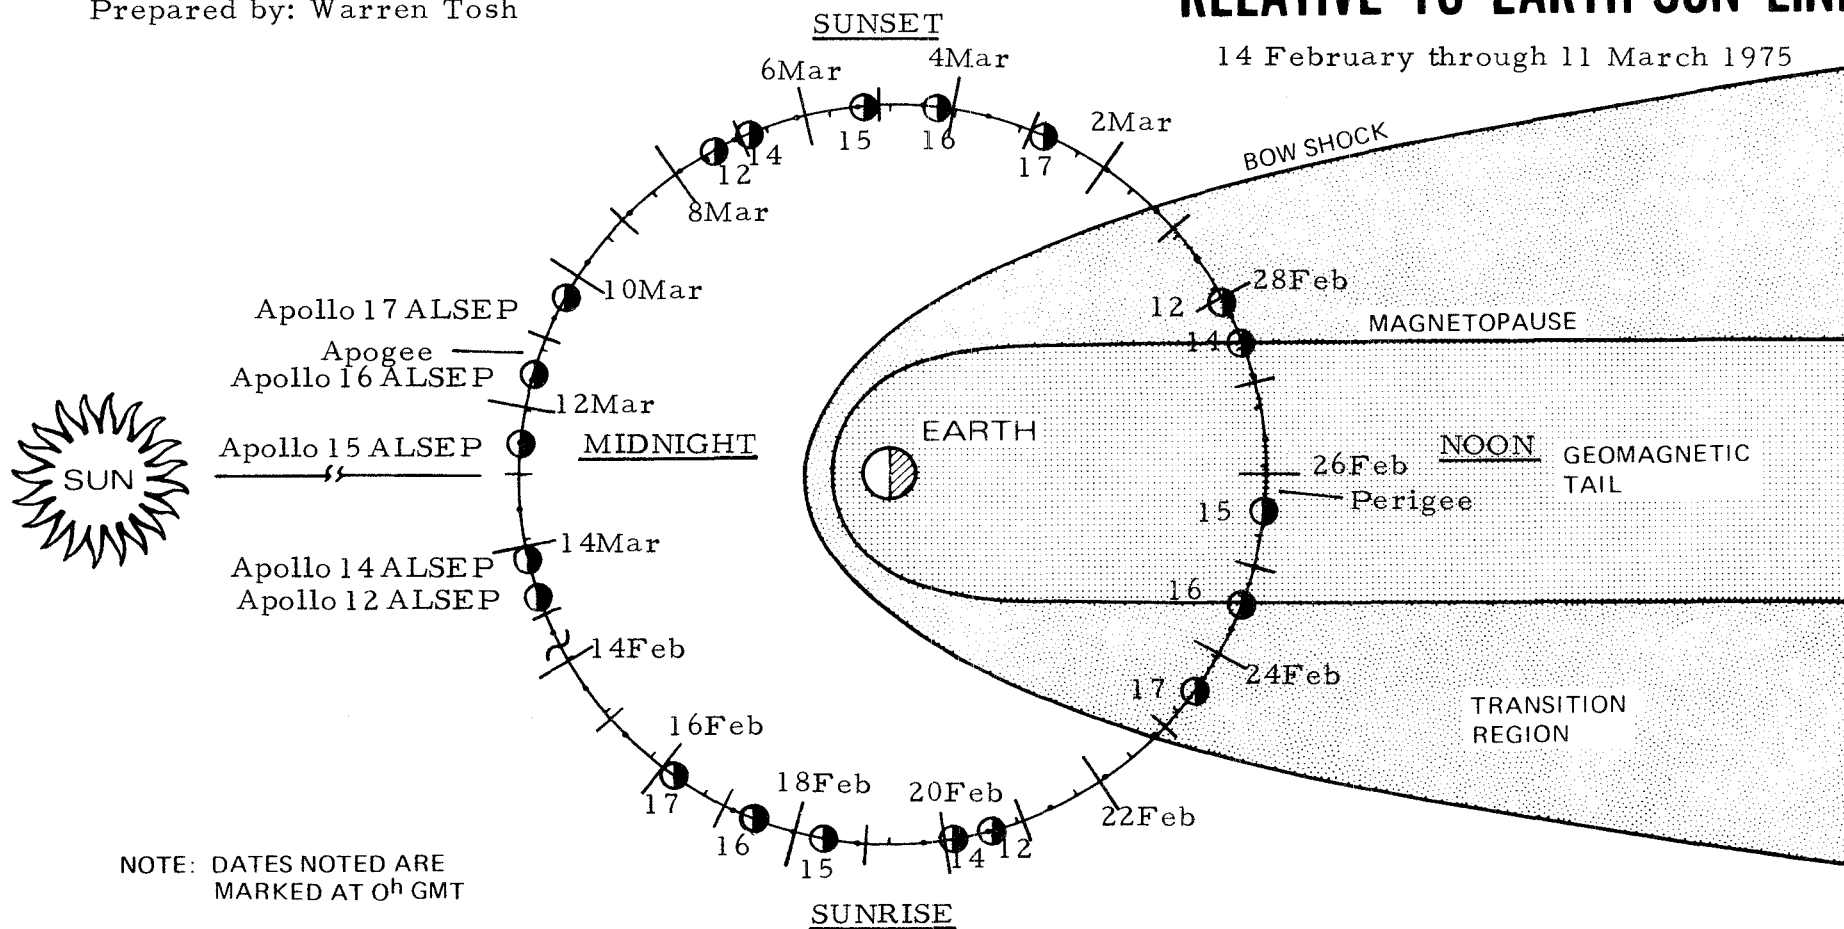 Prepared by: Warren Tosh
RELATIVE TO EARTH-SUN LINE
14 February through 11 March 1975
SUNSET
6Mar
4Mar
2Mar
15
16
17
12
14
8Mar
BOW SHOCK
10Mar
28Feb
12
14
MAGNETOPAUSE
Apollo 17 ALSEP
Apogee
Apollo 16 ALSEP
12Mar
Apollo 15 ALSEP
MIDNIGHT
SUN
EARTH
NOON
GEOMAGNETIC
TAIL
26Feb
Perigee
15
14Mar
Apollo 14 ALSEP
Apollo 12 ALSEP
16
14Feb
24Feb
17
TRANSITION
REGION
16Feb
17
18Feb
20Feb
22Feb
16
15
14
12
NOTE: DATES NOTED ARE
MARKED AT 0h GMT
SUNRISE